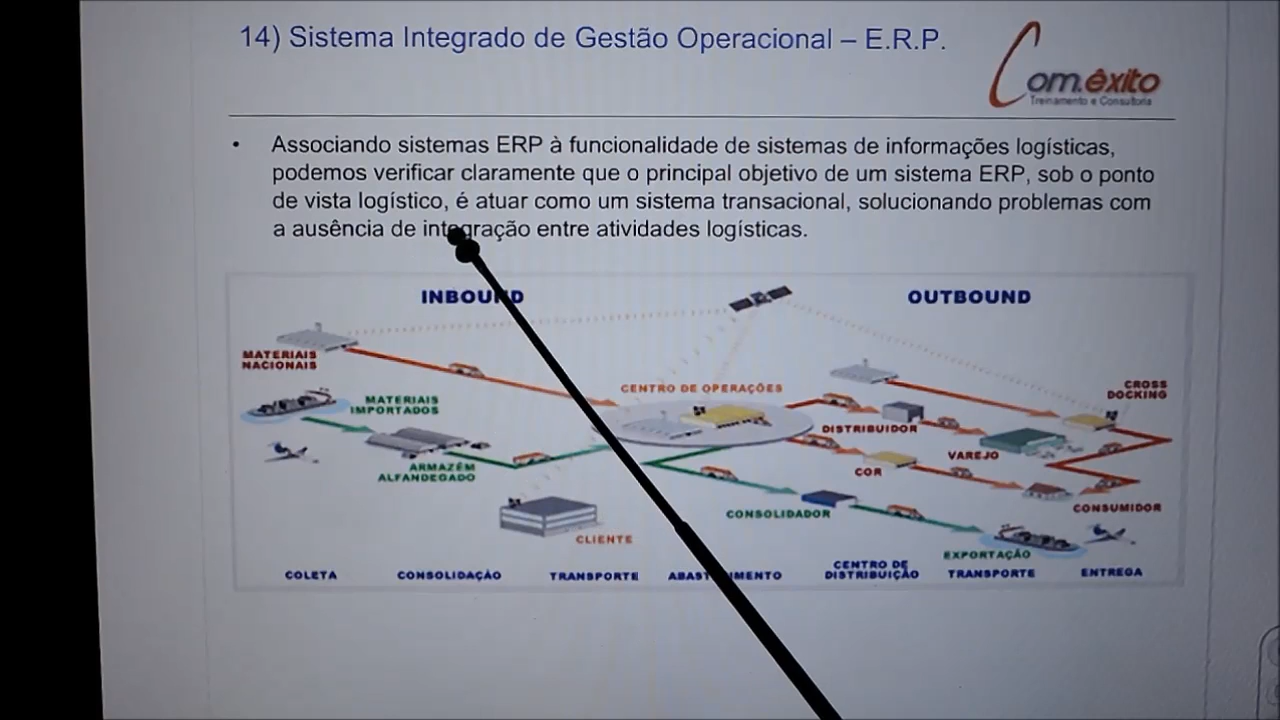 14) Sistema Integrado de Gestão Operacional – E.R.P.
Com.êxito
Treinamento e Consultoria
• Associando sistemas ERP à funcionalidade de sistemas de informações logísticas,
podemos verificar claramente que o principal objetivo de um sistema ERP, sob o ponto
de vista logístico, é atuar como um sistema transacional, solucionando problemas com
a ausência de integração entre atividades logísticas.
INBOUND
OUTBOUND
MATERIAIS
NACIONAIS
MATERIAIS
IMPORTADOS
ARMAZÉM
ALFANDEGADO
CENTRO DE OPERAÇÕES
CLIENTE
CROSS
DOCKING
DISTRIBUIDOR
VAREJO
COR
CONSUMIDOR
CONSOLIDADOR
EXPORTAÇÃO
COLETA
CONSOLIDAÇÃO
TRANSPORTE
ABASTECIMENTO
CENTRO DE
DISTRIBUIÇÃO
TRANSPORTE
ENTREGA